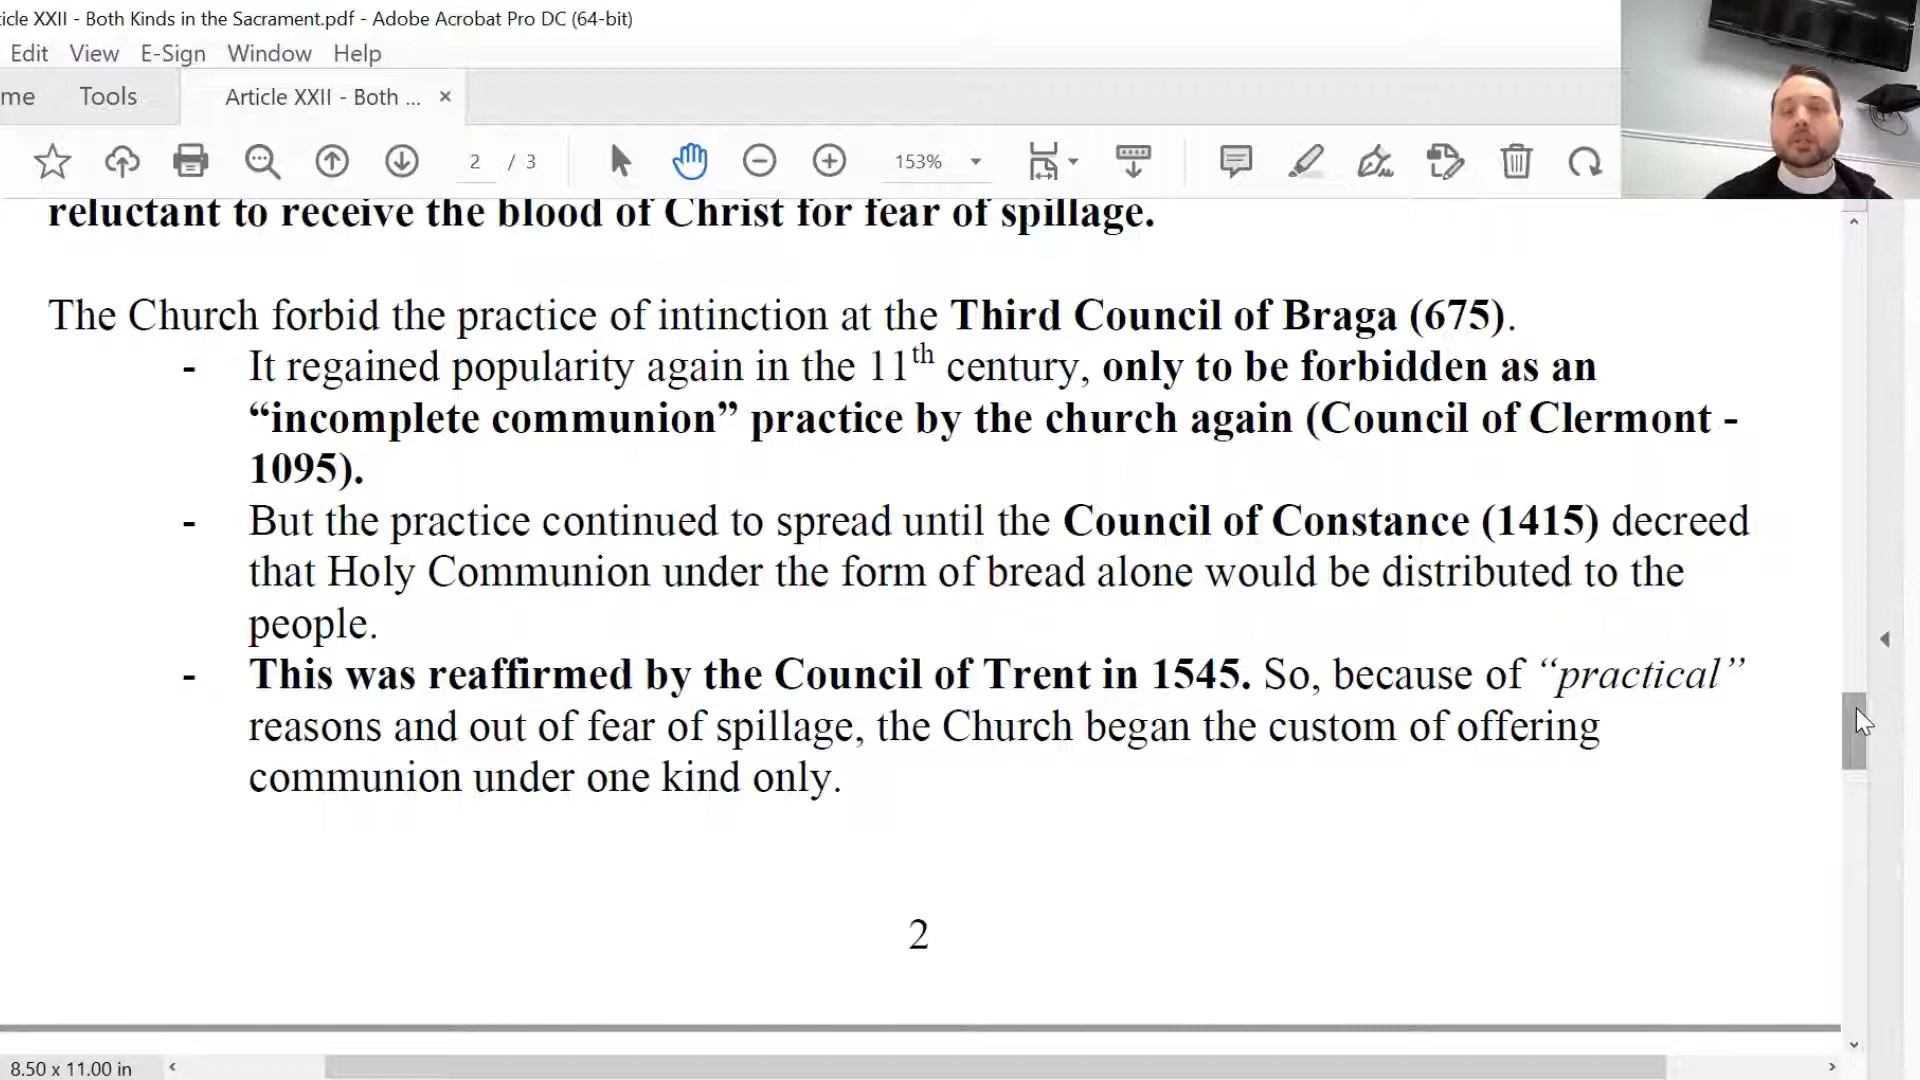 icle XXII - Both Kinds in the Sacrament.pdf - Adobe Acrobat Pro DC (64-bit)
Edit View E-Sign Window Help
me Tools Article XXII - Both ... ×
2 / 3 153%
reluctant to receive the blood of Christ for fear of spillage.
The Church forbid the practice of intinction at the Third Council of Braga (675).
- It regained popularity again in the 11th century, only to be forbidden as an
“incomplete communion” practice by the church again (Council of Clermont -
1095).
- But the practice continued to spread until the Council of Constance (1415) decreed
that Holy Communion under the form of bread alone would be distributed to the
people.
- This was reaffirmed by the Council of Trent in 1545. So, because of “practical”
reasons and out of fear of spillage, the Church began the custom of offering
communion under one kind only.
2
8.50 x 11.00 in